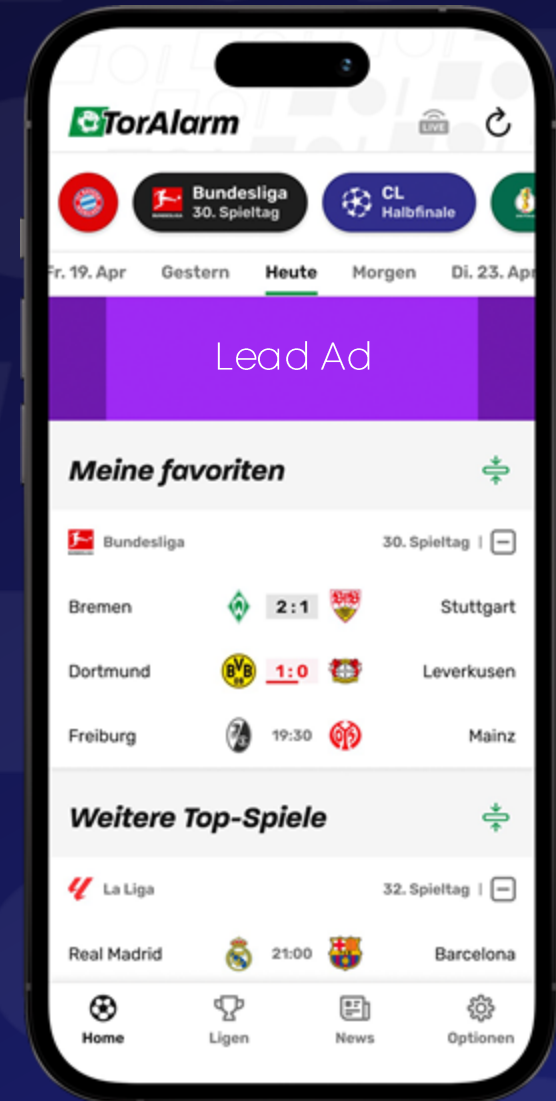 TorAlarm
LIVE
Bundesliga
30. Spieltag
CL
Halbfinale
Fr. 19. Apr
Gestern
Heute
Morgen
Di. 23. Apr
Lead Ad
Meine favoriten
Bundesliga
30. Spieltag |
Bremen 2:1 Stuttgart
Dortmund BVB 09 1:0 Leverkusen
Freiburg 19:30 Mainz
Weitere Top-Spiele
La Liga
32. Spieltag |
Real Madrid 21:00 Barcelona
Home
Ligen
News
Optionen